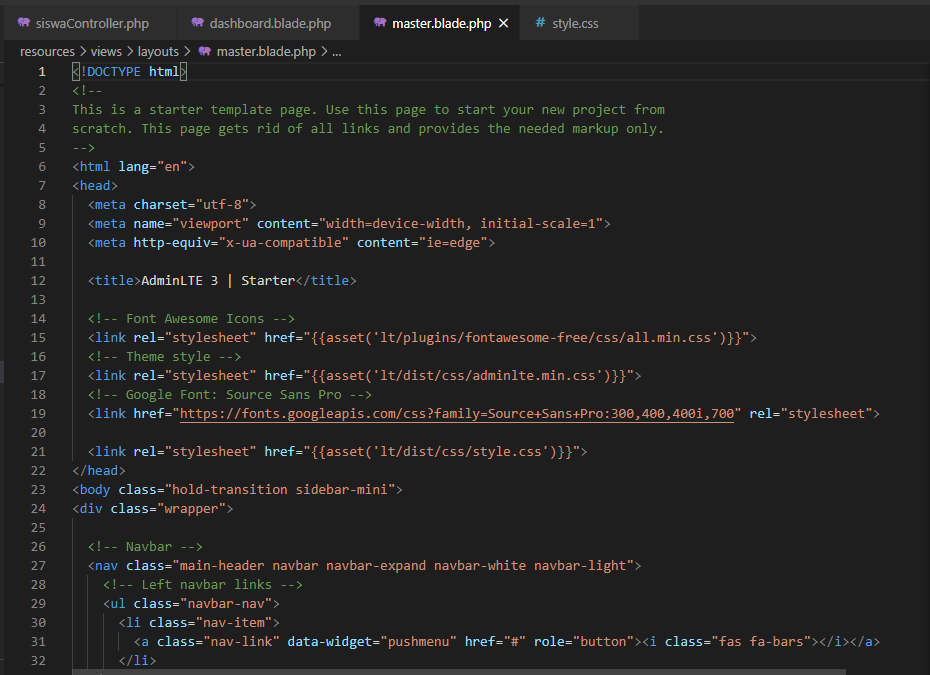 siswaController.php dashboard.blade.php master.blade.php style.css
resources > views > layouts > master.blade.php > ...
1 <!DOCTYPE html>
2 <!--
3 This is a starter template page. Use this page to start your new project from
4 scratch. This page gets rid of all links and provides the needed markup only.
5 -->
6 <html lang="en">
7 <head>
8 <meta charset="utf-8">
9 <meta name="viewport" content="width=device-width, initial-scale=1">
10 <meta http-equiv="x-ua-compatible" content="ie=edge">
11
12 <title>AdminLTE 3 | Starter</title>
13
14 <!-- Font Awesome Icons -->
15 <link rel="stylesheet" href="{{asset('lt/plugins/fontawesome-free/css/all.min.css')}}">
16 <!-- Theme style -->
17 <link rel="stylesheet" href="{{asset('lt/dist/css/adminlte.min.css')}}">
18 <!-- Google Font: Source Sans Pro -->
19 <link href="https://fonts.googleapis.com/css?family=Source+Sans+Pro:300,400,400i,700" rel="stylesheet">
20
21 <link rel="stylesheet" href="{{asset('lt/dist/css/style.css')}}">
22 </head>
23 <body class="hold-transition sidebar-mini">
24 <div class="wrapper">
25
26 <!-- Navbar -->
27 <nav class="main-header navbar navbar-expand navbar-white navbar-light">
28 <!-- Left navbar links -->
29 <ul class="navbar-nav">
30 <li class="nav-item">
31 <a class="nav-link" data-widget="pushmenu" href="#" role="button"><i class="fas fa-bars"></i></a>
32 </li>